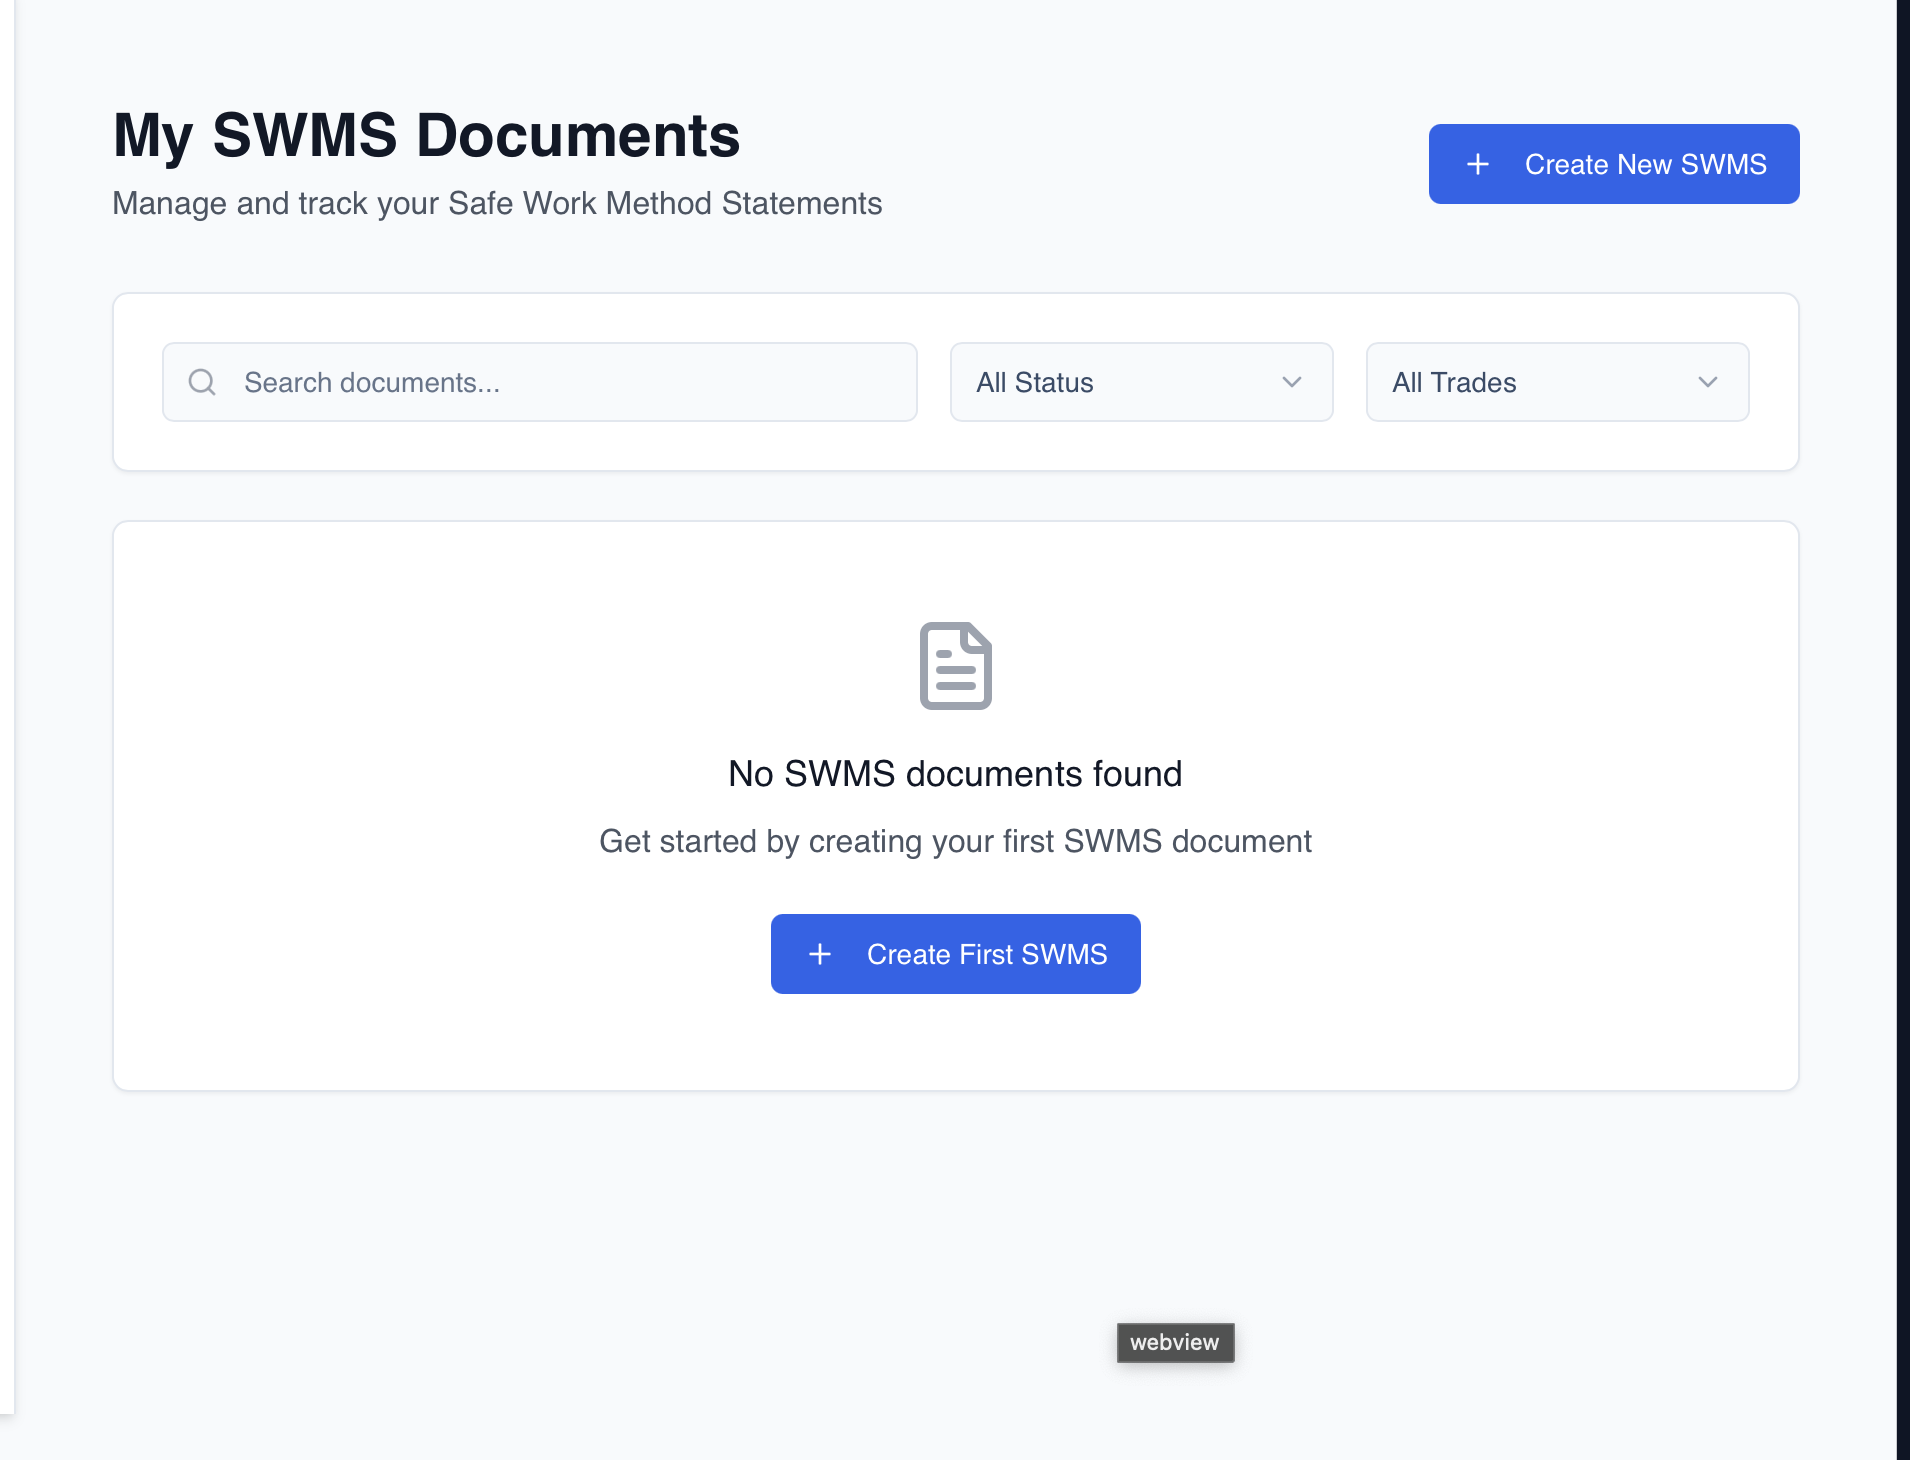 My SWMS Documents
Manage and track your Safe Work Method Statements
Create New SWMS
Search documents...
All Status
All Trades
No SWMS documents found
Get started by creating your first SWMS document
Create First SWMS
webview